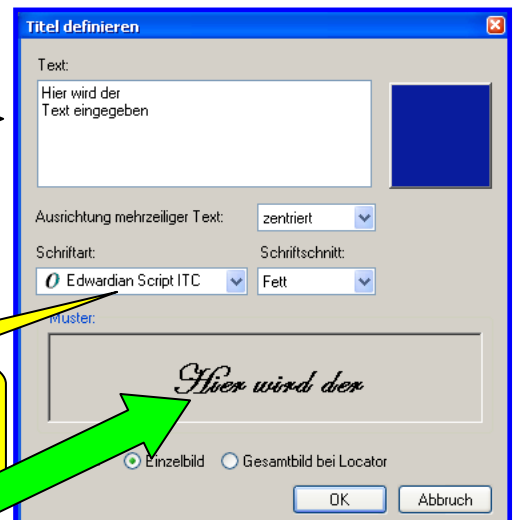 Titel definieren
Text:
Hier wird der
Text eingegeben
Ausrichtung mehrzeiliger Text: zentriert
Schriftart: Schriftschnitt:
O Edwardian Script ITC Fett
Muster:
Hier wird der
Einzelbild Gesamtbild bei Locator
OK Abbruch